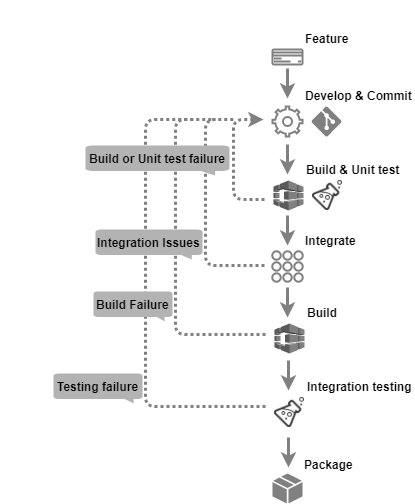 Feature
Develop & Commit
Build or Unit test failure
Build & Unit test
Integration Issues
Integrate
Build Failure
Build
Testing failure
Integration testing
Package